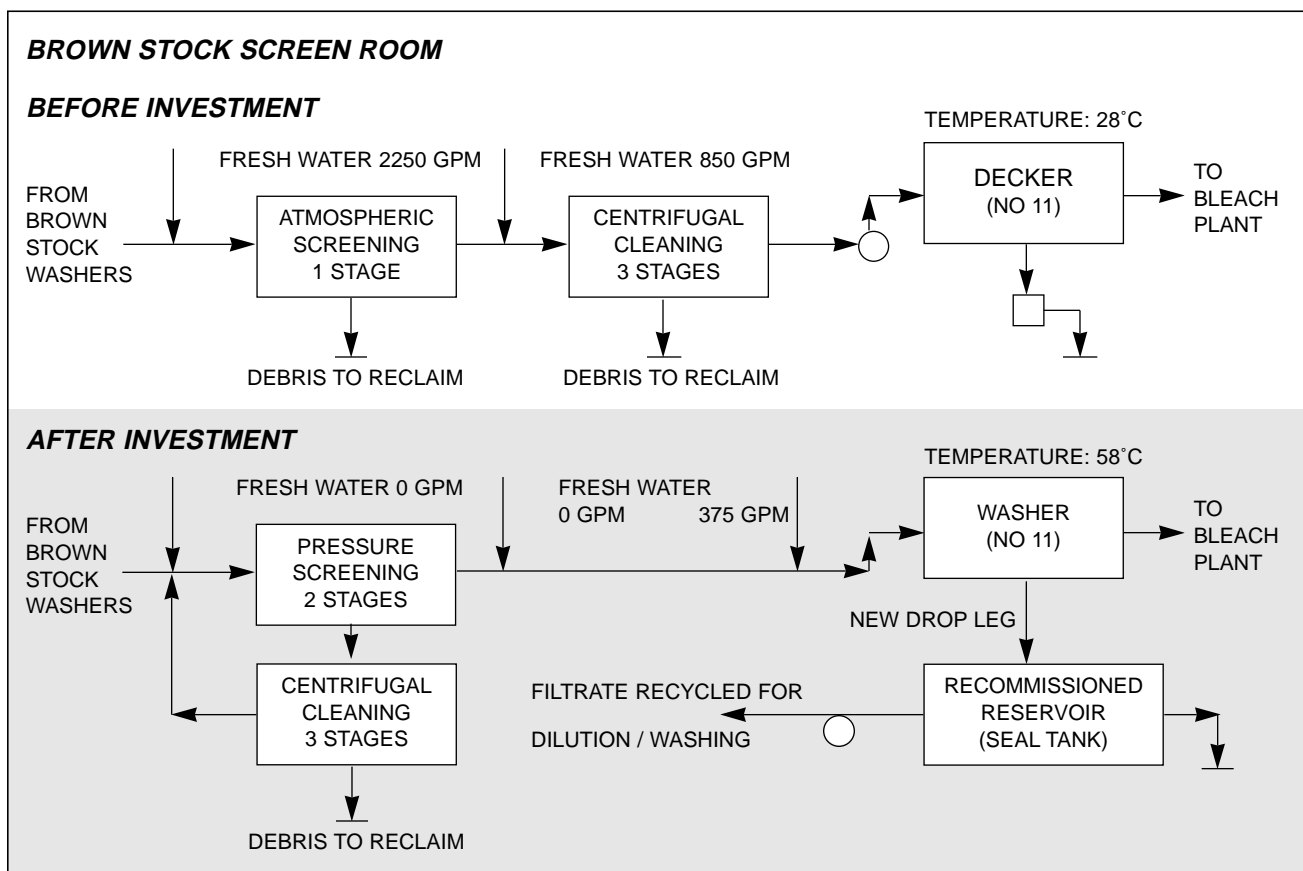 BROWN STOCK SCREEN ROOM
BEFORE INVESTMENT
TEMPERATURE: 28˚C
FRESH WATER 2250 GPM
FRESH WATER 850 GPM
FROM
BROWN
STOCK
WASHERS
ATMOSPHERIC
SCREENING
1 STAGE
CENTRIFUGAL
CLEANING
3 STAGES
DECKER
(NO 11)
TO
BLEACH
PLANT
DEBRIS TO RECLAIM
DEBRIS TO RECLAIM
AFTER INVESTMENT
TEMPERATURE: 58˚C
FRESH WATER 0 GPM
FRESH WATER
0 GPM 375 GPM
FROM
BROWN
STOCK
WASHERS
PRESSURE
SCREENING
2 STAGES
WASHER
(NO 11)
TO
BLEACH
PLANT
NEW DROP LEG
CENTRIFUGAL
CLEANING
3 STAGES
FILTRATE RECYCLED FOR
DILUTION / WASHING
RECOMMISSIONED
RESERVOIR
(SEAL TANK)
DEBRIS TO RECLAIM